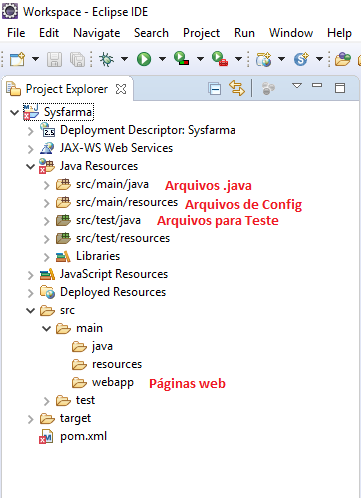 Workspace - Eclipse IDE
File Edit Navigate Search Project Run Window
Project Explorer
Sysfarma
Deployment Descriptor: Sysfarma
2.5
JAX-WS Web Services
Java Resources
src/main/java Arquivos .java
src/main/resources Arquivos de Config
src/test/java Arquivos para Teste
src/test/resources
Libraries
JavaScript Resources
Deployed Resources
src
main
java
resources
webapp Páginas web
test
target
pom.xml